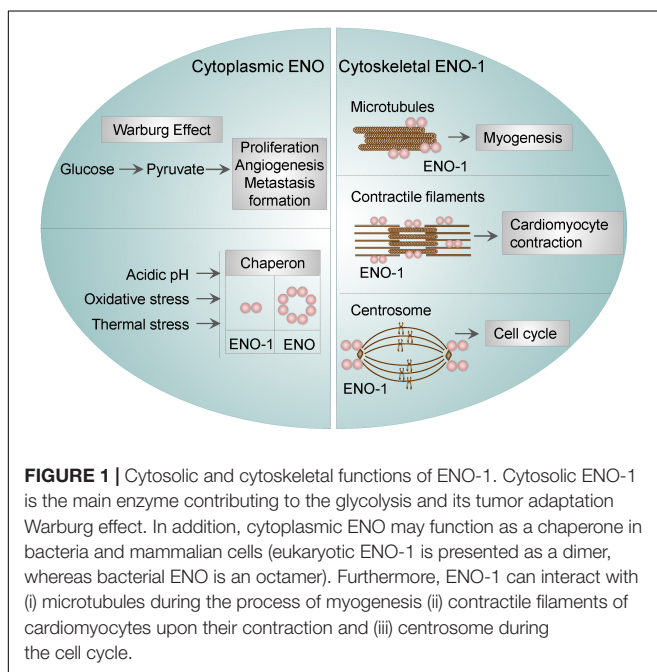 Cytoplasmic ENO
Warburg Effect
Glucose
Pyruvate
Proliferation
Angiogenesis
Metastasis
formation
Acidic pH
Oxidative stress
Thermal stress
Chaperon
ENO-1
ENO
Cytoskeletal ENO-1
Microtubules
ENO-1
Myogenesis
Contractile filaments
ENO-1
Cardiomyocyte
contraction
Centrosome
ENO-1
Cell cycle
FIGURE 1 | Cytosolic and cytoskeletal functions of ENO-1. Cytosolic ENO-1
is the main enzyme contributing to the glycolysis and its tumor adaptation
Warburg effect. In addition, cytoplasmic ENO may function as a chaperone in
bacteria and mammalian cells (eukaryotic ENO-1 is presented as a dimer,
whereas bacterial ENO is an octamer). Furthermore, ENO-1 can interact with
(i) microtubules during the process of myogenesis (ii) contractile filaments of
cardiomyocytes upon their contraction and (iii) centrosome during
the cell cycle.